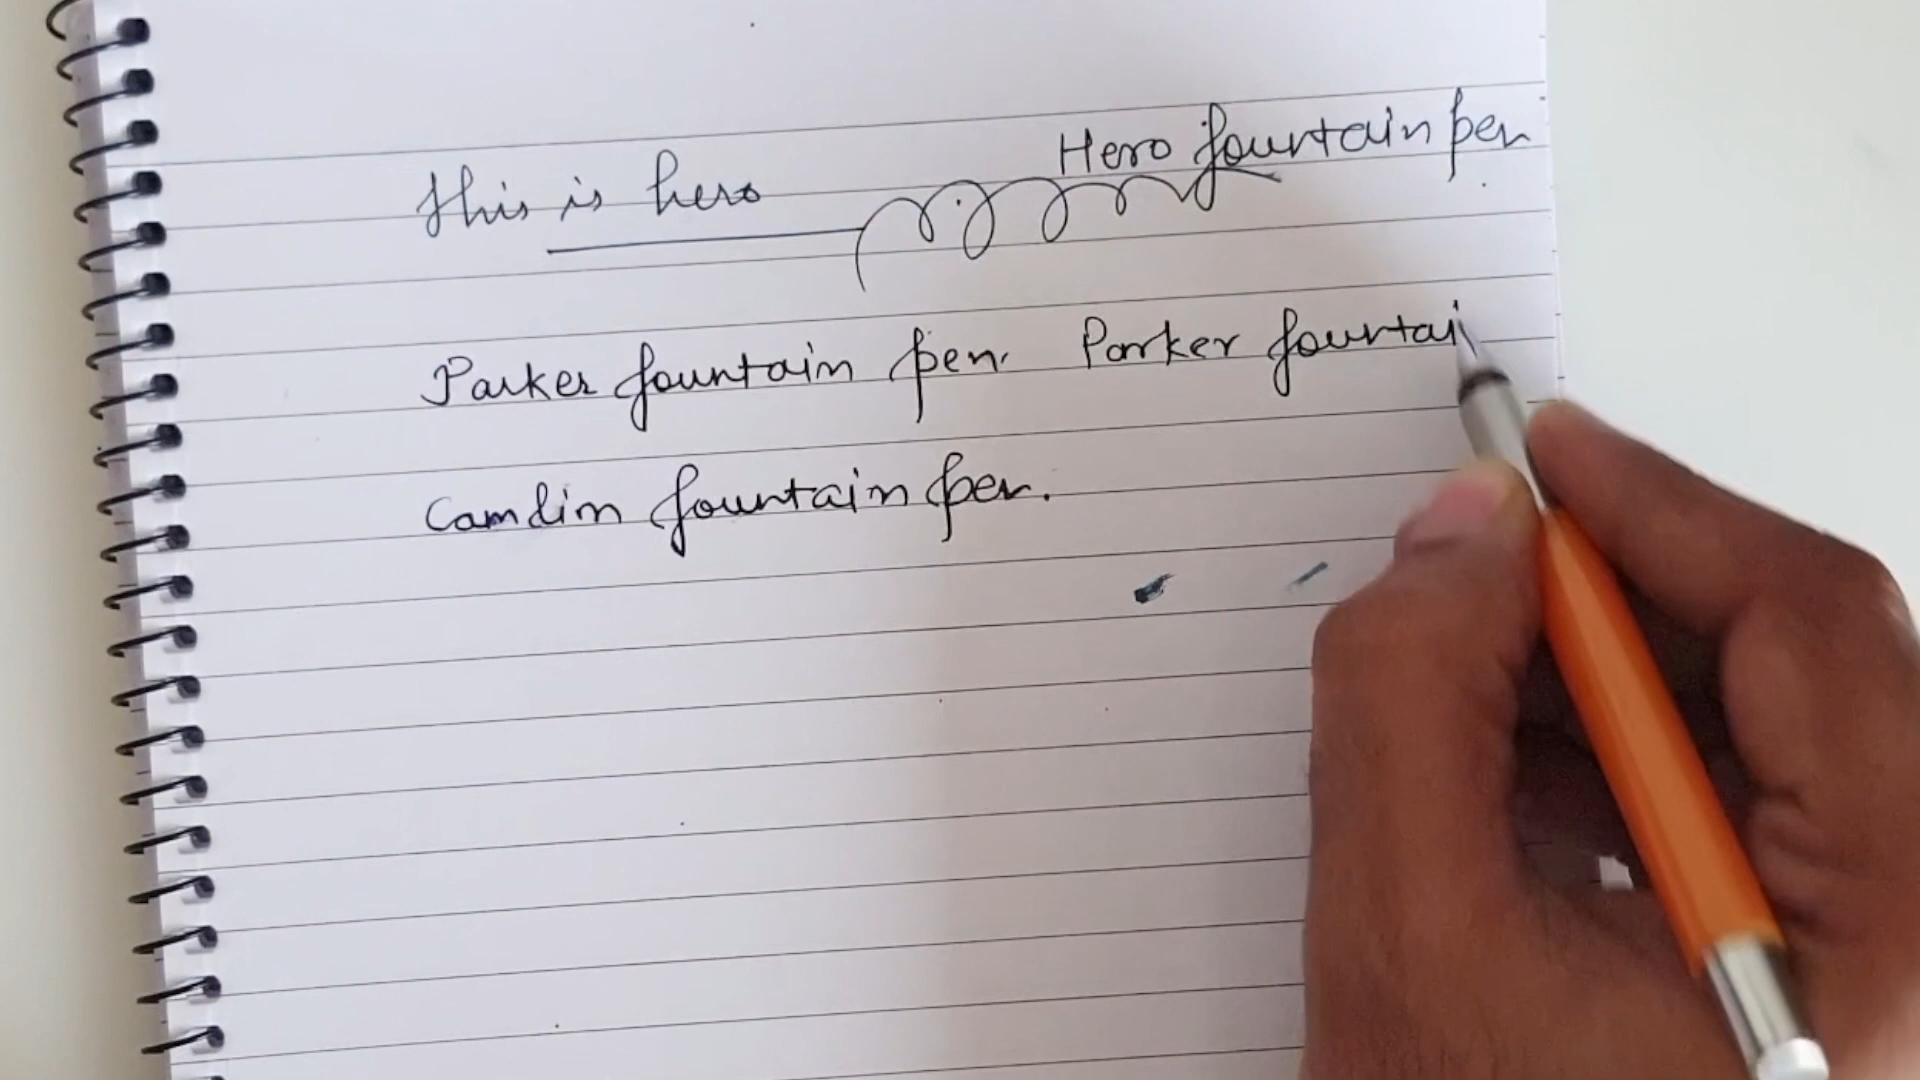 This is hero Hero fountain pen
Parker fountain pen. Parker fountai
Camlin fountain pen.